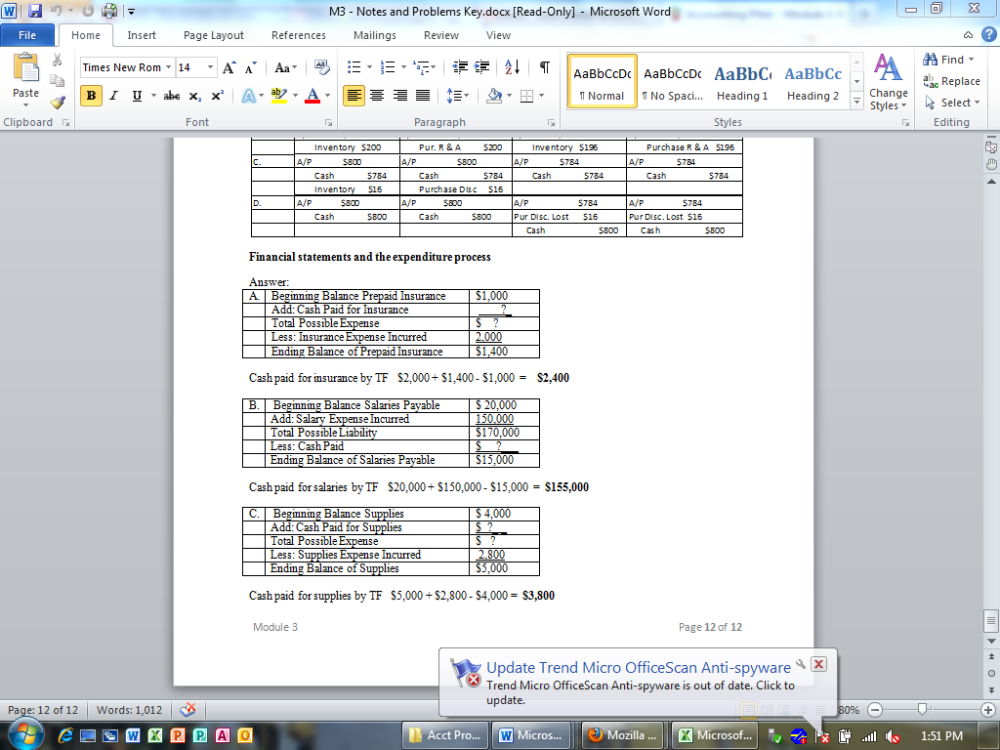 M3 - Notes and Problems Key.docx [Read-Only] - Microsoft Word
File Home Insert Page Layout References Mailings Review View
Paste
Times New Rom 14
AaBbCcDc AaBbCcDc AaBbC AaBbCc
¶ Normal ¶ No Spaci... Heading 1 Heading 2
Change Styles
Find
Replace
Select
Clipboard Font Paragraph Styles Editing
Inventory $200 Pur. R & A $200 Inventory $196 Purchase R & A $196
C. A/P $800 A/P $800 A/P $784 A/P $784
Cash $784 Cash $784 Cash $784 Cash $784
Inventory $16 Purchase Disc $16
D. A/P $800 A/P $800 A/P $784 A/P $784
Cash $800 Cash $800 Pur Disc. Lost $16 Pur Disc. Lost $16
Cash $800 Cash $800
Financial statements and the expenditure process
Answer:
A. Beginning Balance Prepaid Insurance $1,000
Add: Cash Paid for Insurance ?
Total Possible Expense $ ?
Less: Insurance Expense Incurred 2,000
Ending Balance of Prepaid Insurance $1,400
Cash paid for insurance by TF $2,000 + $1,400 - $1,000 = $2,400
B. Beginning Balance Salaries Payable $ 20,000
Add: Salary Expense Incurred 150,000
Total Possible Liability $170,000
Less: Cash Paid $ ?
Ending Balance of Salaries Payable $15,000
Cash paid for salaries by TF $20,000 + $150,000 - $15,000 = $155,000
C. Beginning Balance Supplies $ 4,000
Add: Cash Paid for Supplies $ ?
Total Possible Expense $ ?
Less: Supplies Expense Incurred 2,800
Ending Balance of Supplies $5,000
Cash paid for supplies by TF $5,000 + $2,800 - $4,000 = $3,800
Module 3 Page 12 of 12
Update Trend Micro OfficeScan Anti-spyware
Trend Micro OfficeScan Anti-spyware is out of date. Click to
update.
Page: 12 of 12 Words: 1,012 80%
Acct Pro... Micros... Mozilla ... Microsof... 1:51 PM